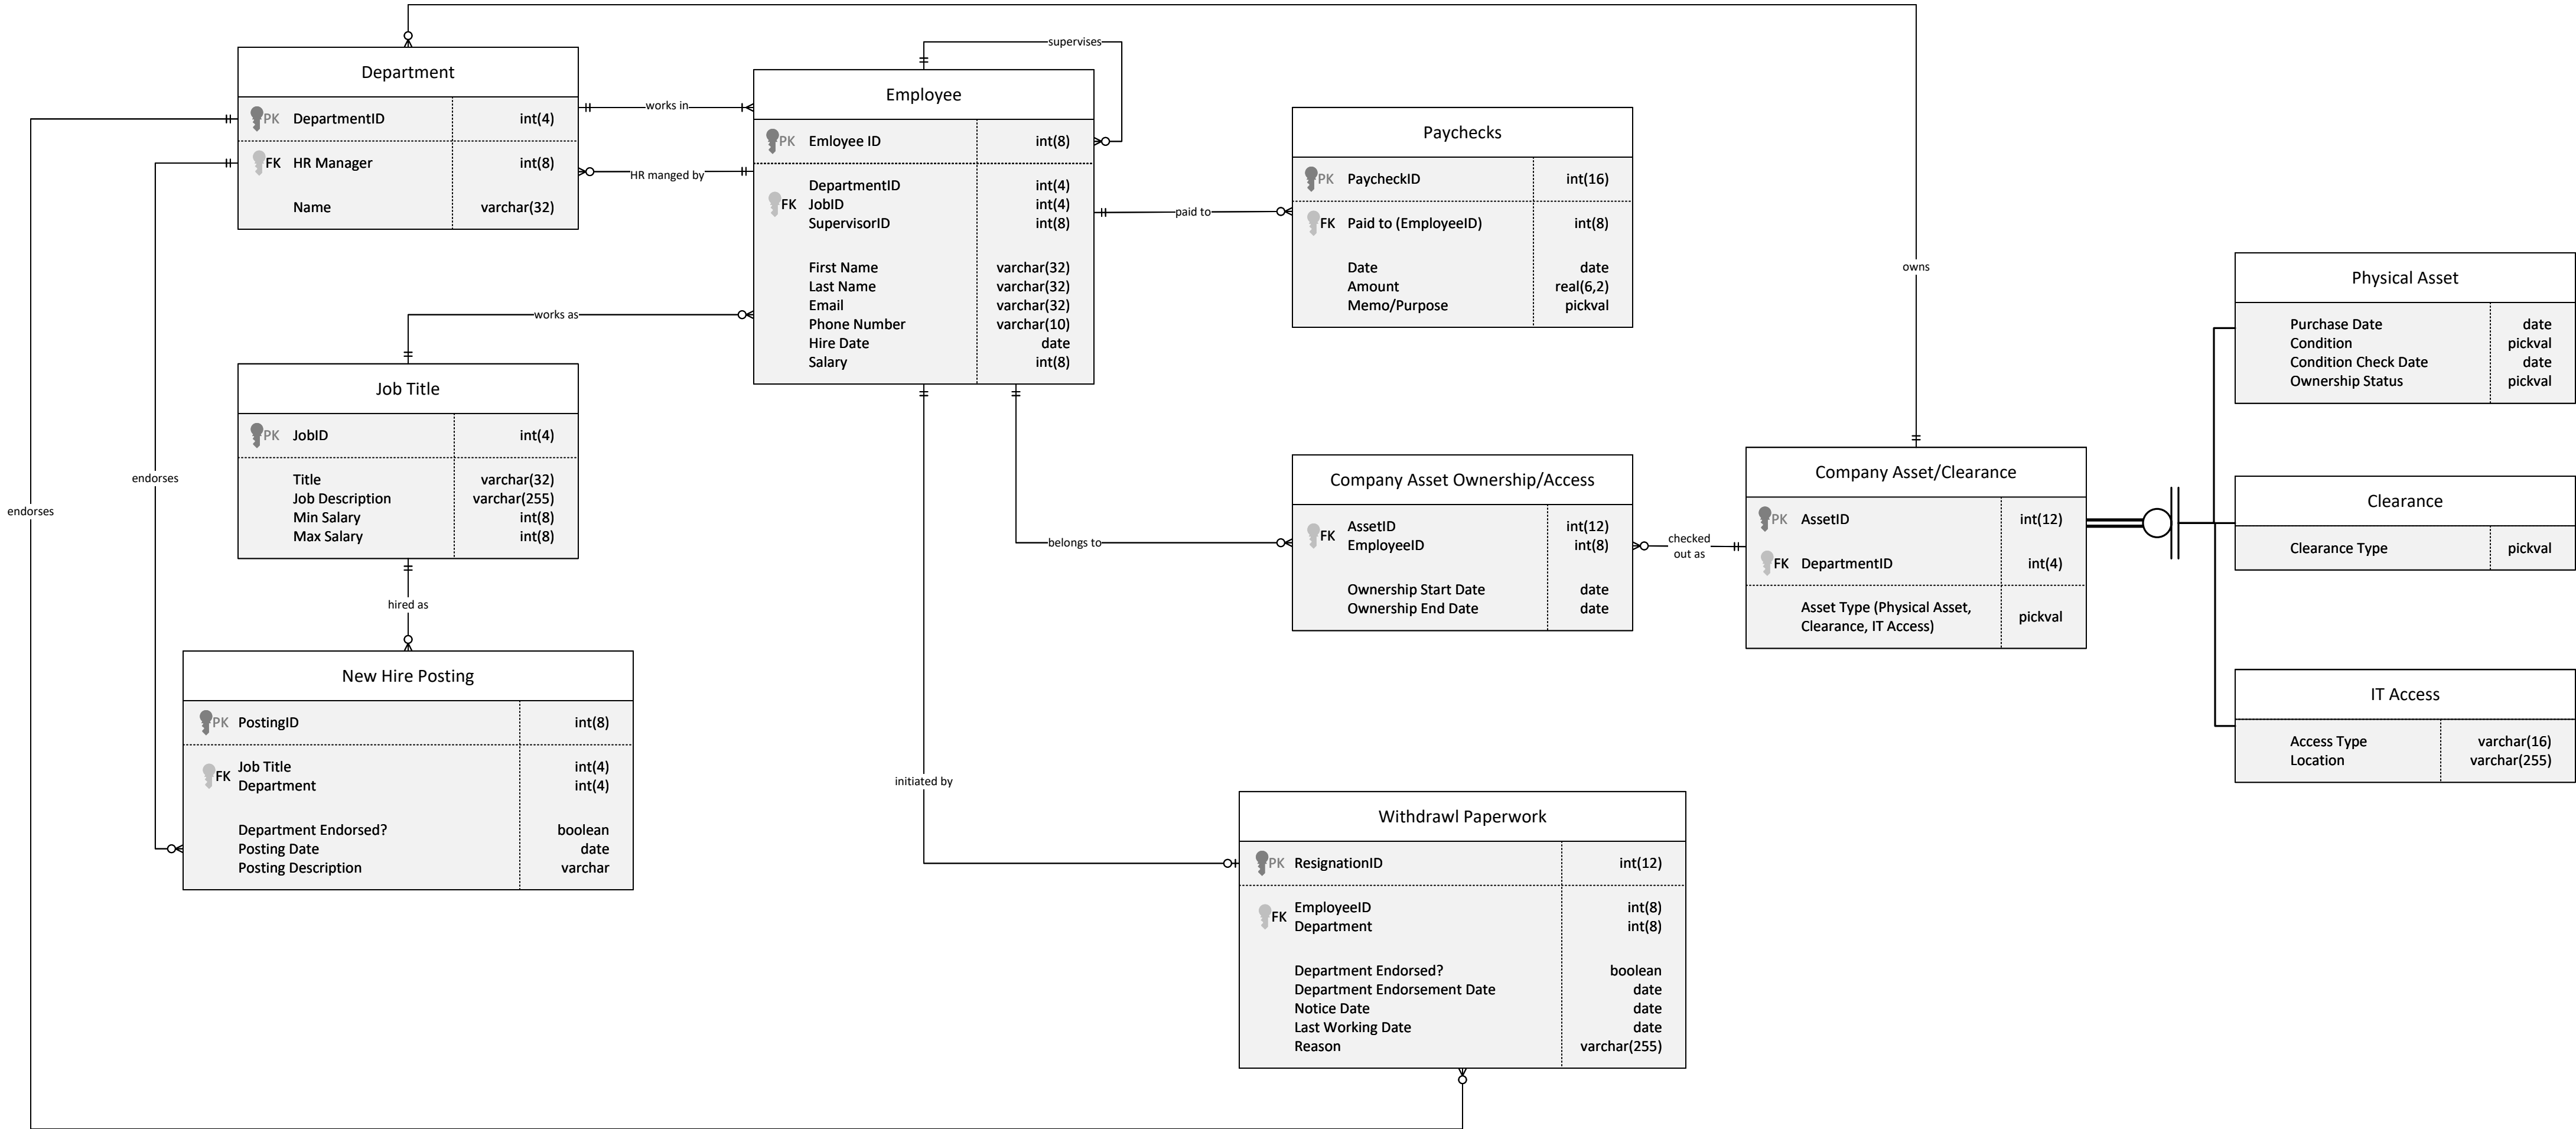 Department
PK DepartmentID int(4)
FK HR Manager int(8)
Name varchar(32)
works in
HR manged by
supervises
Employee
PK Emloyee ID int(8)
DepartmentID int(4)
FK JobID int(4)
SupervisorID int(8)
First Name varchar(32)
Last Name varchar(32)
Email varchar(32)
Phone Number varchar(10)
Hire Date date
Salary int(8)
paid to
Paychecks
PK PaycheckID int(16)
FK Paid to (EmployeeID) int(8)
Date date
Amount real(6,2)
Memo/Purpose pickval
owns
works as
Job Title
PK JobID int(4)
Title varchar(32)
Job Description varchar(255)
Min Salary int(8)
Max Salary int(8)
endorses
endorses
hired as
New Hire Posting
PK PostingID int(8)
FK Job Title int(4)
Department int(4)
Department Endorsed? boolean
Posting Date date
Posting Description varchar
belongs to
Company Asset Ownership/Access
FK AssetID int(12)
EmployeeID int(8)
Ownership Start Date date
Ownership End Date date
checked
out as
Company Asset/Clearance
PK AssetID int(12)
FK DepartmentID int(4)
Asset Type (Physical Asset, pickval
Clearance, IT Access)
Physical Asset
Purchase Date date
Condition pickval
Condition Check Date date
Ownership Status pickval
Clearance
Clearance Type pickval
IT Access
Access Type varchar(16)
Location varchar(255)
initiated by
Withdrawl Paperwork
PK ResignationID int(12)
FK EmployeeID int(8)
Department int(8)
Department Endorsed? boolean
Department Endorsement Date date
Notice Date date
Last Working Date date
Reason varchar(255)